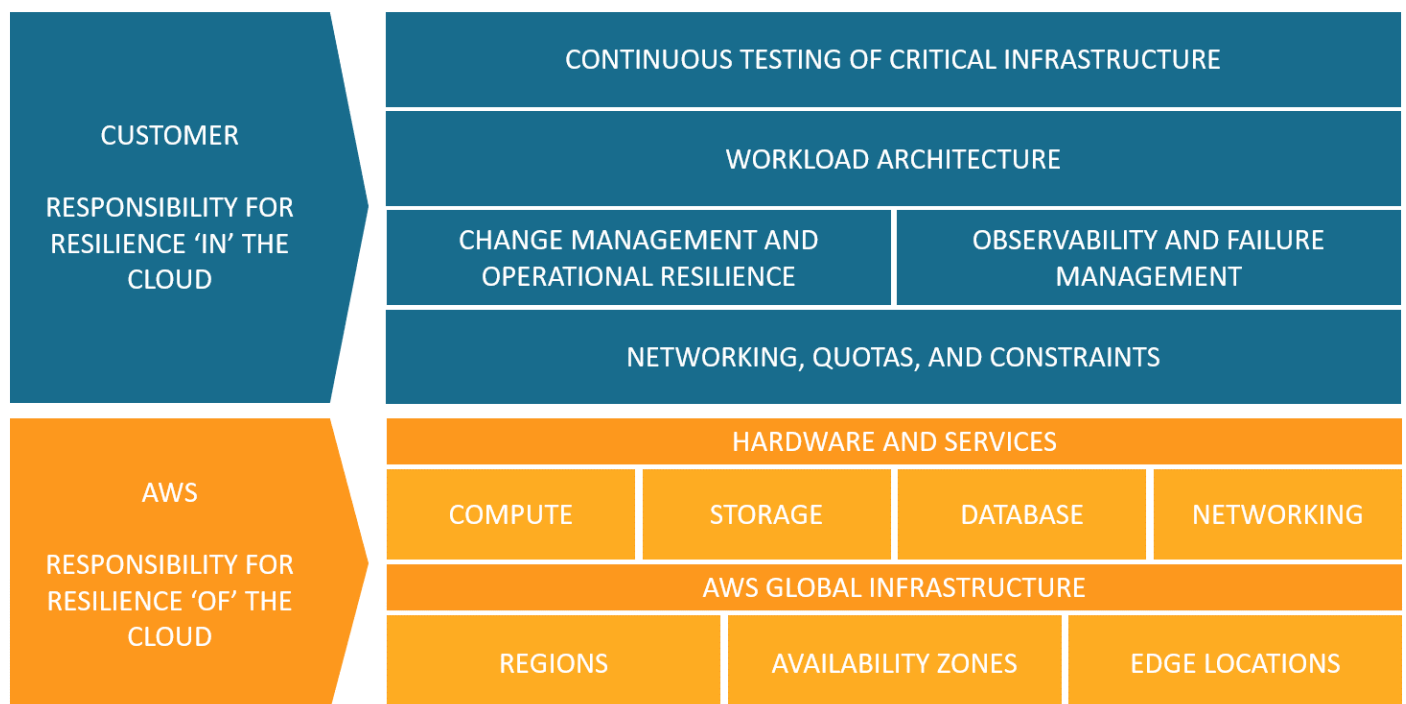 CUSTOMER
RESPONSIBILITY FOR
RESILIENCE ‘IN’ THE
CLOUD
CONTINUOUS TESTING OF CRITICAL INFRASTRUCTURE
WORKLOAD ARCHITECTURE
CHANGE MANAGEMENT AND
OPERATIONAL RESILIENCE
OBSERVABILITY AND FAILURE
MANAGEMENT
NETWORKING, QUOTAS, AND CONSTRAINTS
AWS
RESPONSIBILITY FOR
RESILIENCE ‘OF’ THE
CLOUD
HARDWARE AND SERVICES
COMPUTE
STORAGE
DATABASE
NETWORKING
AWS GLOBAL INFRASTRUCTURE
REGIONS
AVAILABILITY ZONES
EDGE LOCATIONS